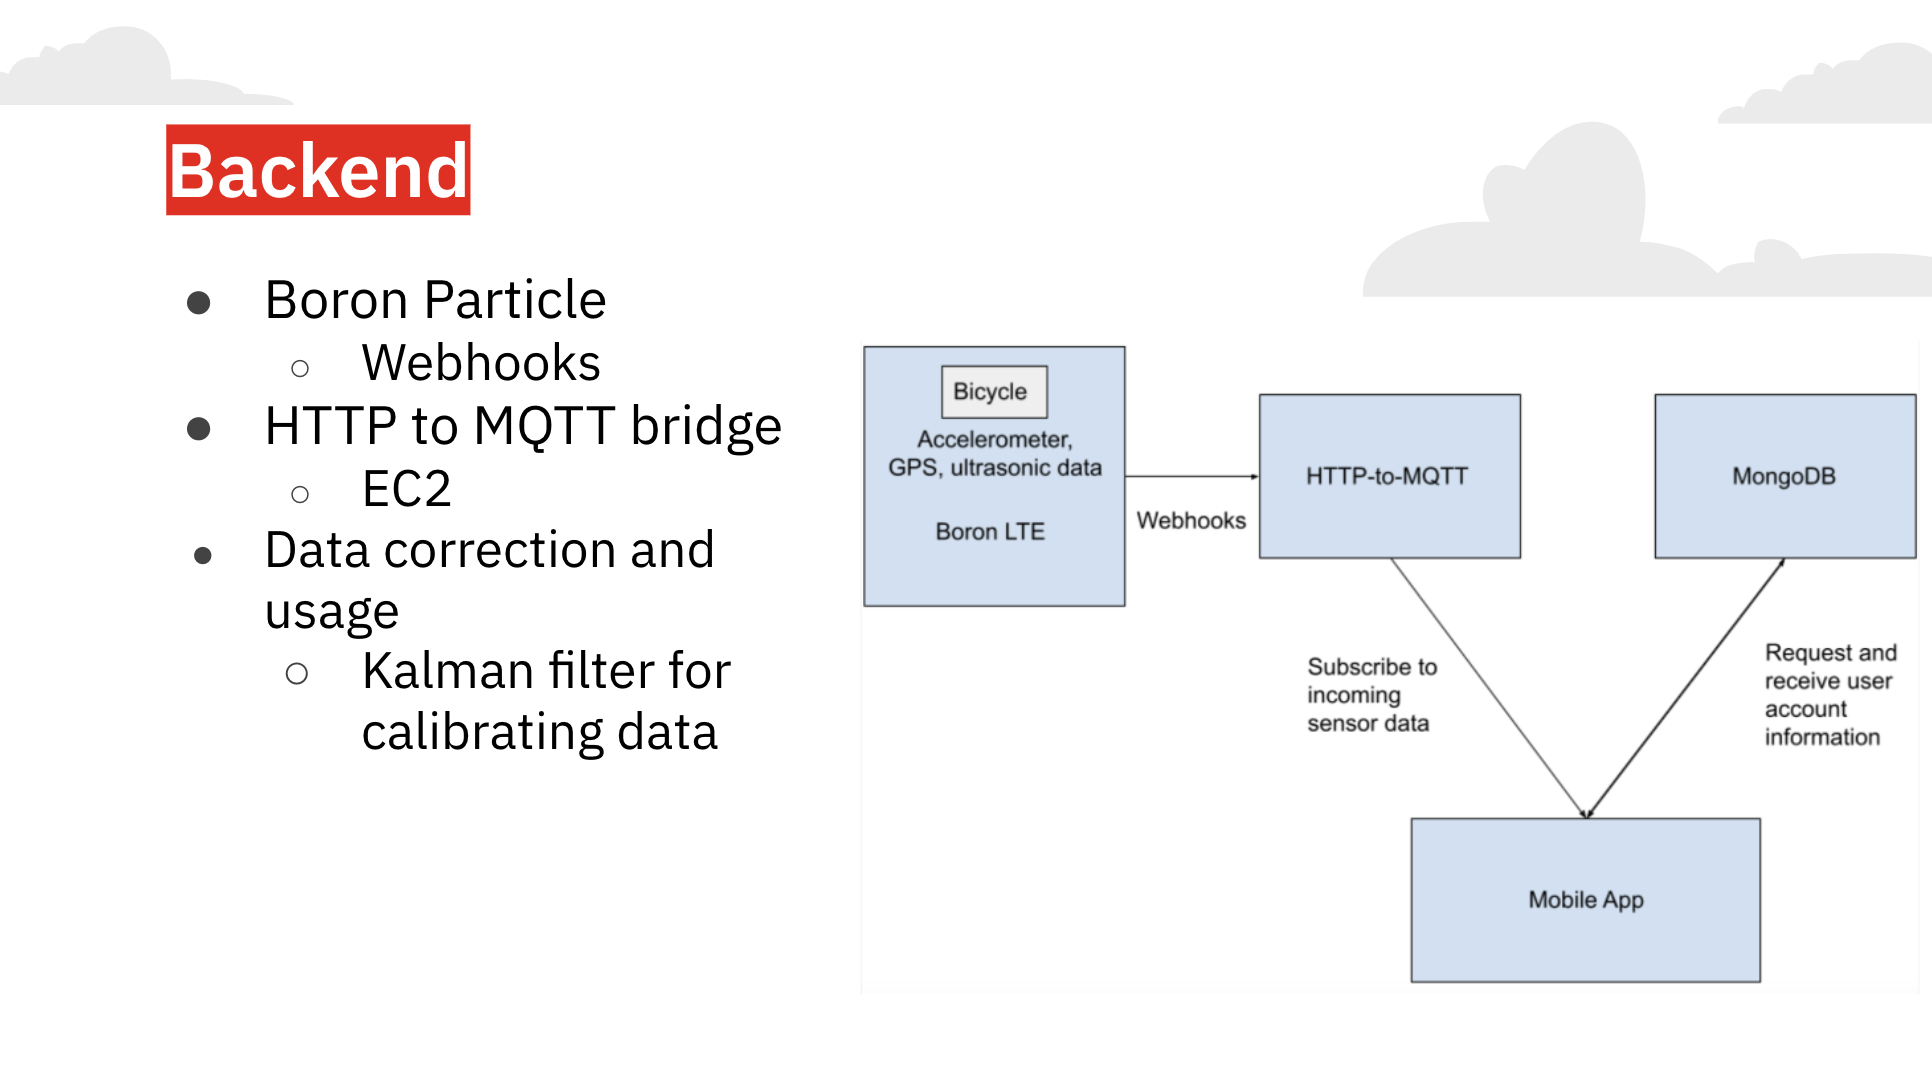 Backend
● Boron Particle
○ Webhooks
● HTTP to MQTT bridge
○ EC2
● Data correction and
usage
○ Kalman filter for
calibrating data
Bicycle
Accelerometer,
GPS, ultrasonic data
Boron LTE
Webhooks
HTTP-to-MQTT
MongoDB
Subscribe to
incoming
sensor data
Request and
receive user
account
information
Mobile App